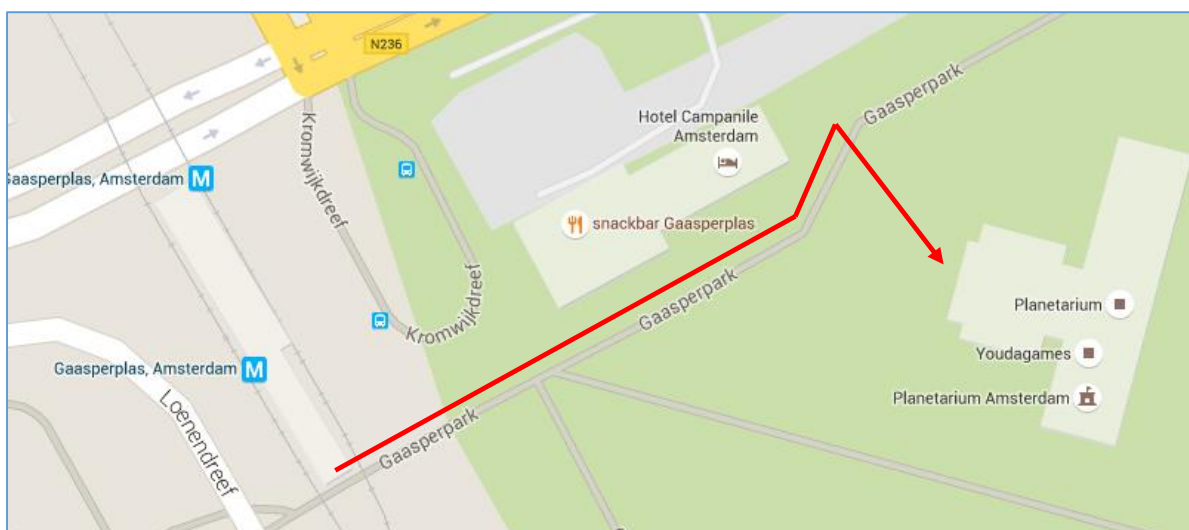 N236
Gaasperpark
Hotel Campanile
Amsterdam
Kromwijkdreef
Gaasperplas, Amsterdam M
snackbar Gaasperplas
Gaasperpark
Kromwijkdreef
Planetarium
Youdagames
Gaasperplas, Amsterdam M
Planetarium Amsterdam
Loenendreef
Gaasperpark